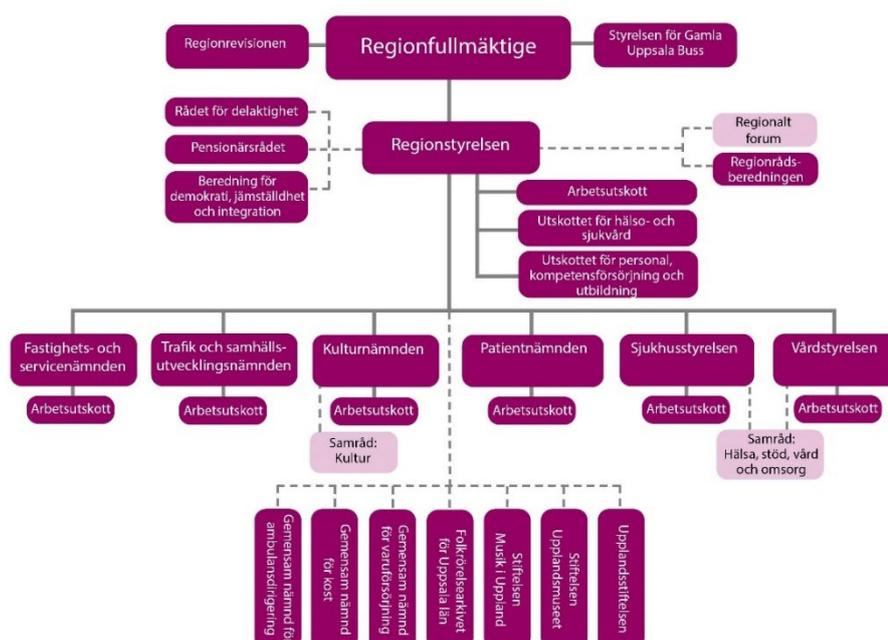 Regionrevisionen
Regionfullmäktige
Styrelsen för Gamla
Uppsala Buss
Rådet för delaktighet
Pensionärsrådet
Beredning för
demokrati, jämställdhet
och integration
Regionstyrelsen
Regionalt
forum
Regionråds-
beredningen
Arbetsutskott
Utskottet för hälso- och
sjukvård
Utskottet för personal,
kompetensförsörjning och
utbildning
Fastighets- och
servicenämnden
Trafik och samhälls-
utvecklingsnämnden
Kulturnämnden
Patientnämnden
Sjukhusstyrelsen
Vårdstyrelsen
Arbetsutskott
Arbetsutskott
Arbetsutskott
Arbetsutskott
Arbetsutskott
Arbetsutskott
Samråd:
Kultur
Samråd:
Hälsa, stöd, vård
och omsorg
Gemensam nämnd för
ambulansdirigering
Gemensam nämnd
för kost
Gemensam nämnd
för varuförsörjning
Folkrörelsearkivet
för Uppsala län
Stiftelsen
Musik i Uppland
Stiftelsen
Upplandsmuseet
Upplandsstiftelsen